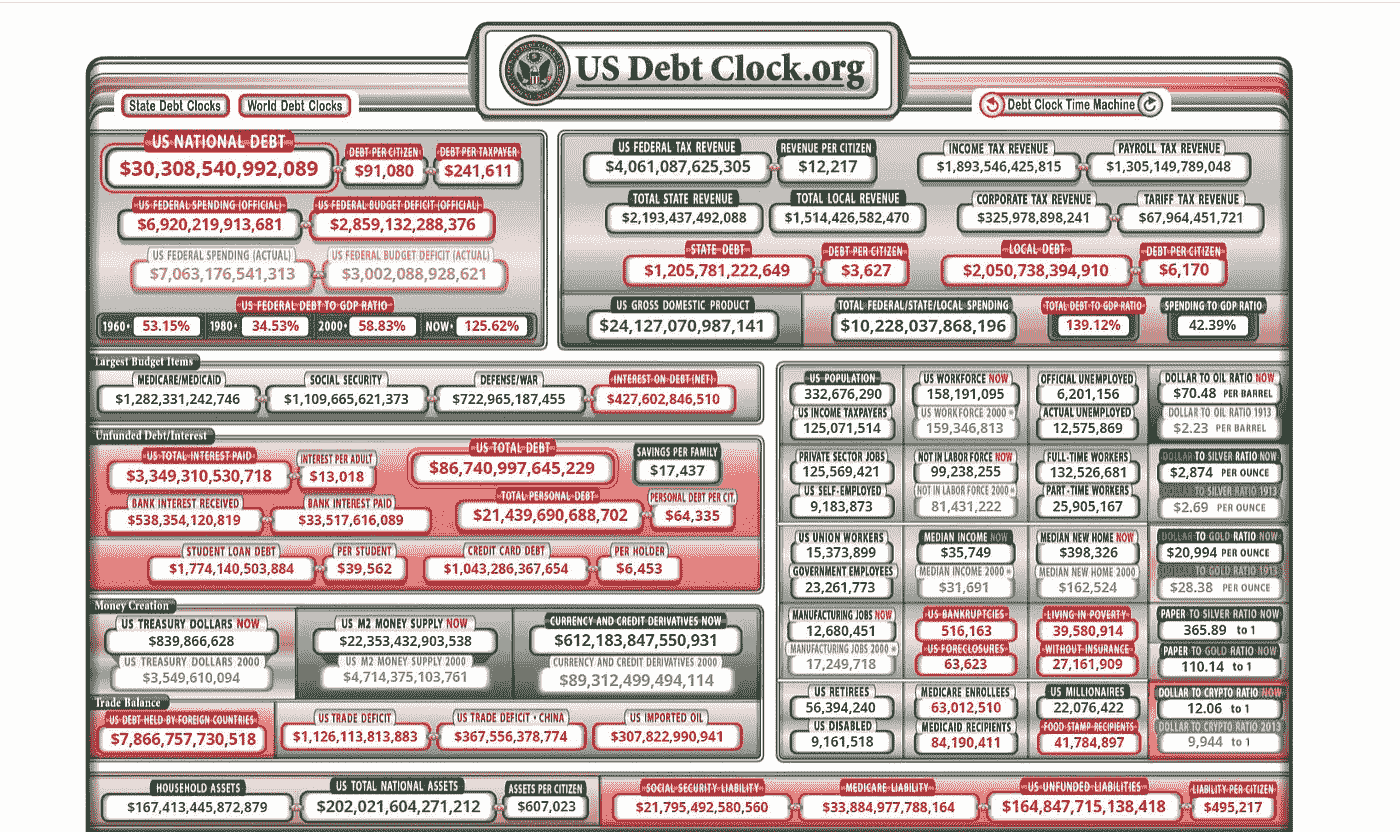 US Debt Clock.org
State Debt Clocks
World Debt Clocks
Debt Clock Time Machine
US NATIONAL DEBT
$30,308,540,992,089
DEBT PER CITIZEN
$91,080
DEBT PER TAXPAYER
$241,611
US FEDERAL SPENDING (OFFICIAL)
$6,920,219,913,681
US FEDERAL BUDGET DEFICIT (OFFICIAL)
$2,859,132,288,376
US FEDERAL SPENDING (ACTUAL)
$7,063,176,541,313
US FEDERAL BUDGET DEFICIT (ACTUAL)
$3,002,088,928,621
US FEDERAL DEBT TO GDP RATIO
1960• 53.15%
1980• 34.53%
2000• 58.83%
NOW• 125.62%
US FEDERAL TAX REVENUE
$4,061,087,625,305
REVENUE PER CITIZEN
$12,217
INCOME TAX REVENUE
$1,893,546,425,815
PAYROLL TAX REVENUE
$1,305,149,789,048
TOTAL STATE REVENUE
$2,193,437,492,088
TOTAL LOCAL REVENUE
$1,514,426,582,470
CORPORATE TAX REVENUE
$325,978,898,241
TARIFF TAX REVENUE
$67,964,451,721
STATE DEBT
$1,205,781,222,649
DEBT PER CITIZEN
$3,627
LOCAL DEBT
$2,050,738,394,910
DEBT PER CITIZEN
$6,170
US GROSS DOMESTIC PRODUCT
$24,127,070,987,141
TOTAL FEDERAL/STATE/LOCAL SPENDING
$10,228,037,868,196
TOTAL DEBT TO GDP RATIO
139.12%
SPENDING TO GDP RATIO
42.39%
Largest Budget Items
MEDICARE/MEDICAID
$1,282,331,242,746
SOCIAL SECURITY
$1,109,665,621,373
DEFENSE/WAR
$722,965,187,455
INTEREST ON DEBT (NET)
$427,602,846,510
Unfunded Debt/Interest
US TOTAL INTEREST PAID
$3,349,310,530,718
INTEREST PER ADULT
$13,018
US TOTAL DEBT
$86,740,997,645,229
SAVINGS PER FAMILY
$17,437
BANK INTEREST RECEIVED
$538,354,120,819
BANK INTEREST PAID
$33,517,616,089
TOTAL PERSONAL DEBT
$21,439,690,688,702
PERSONAL DEBT PER CIT.
$64,335
STUDENT LOAN DEBT
$1,774,140,503,884
PER STUDENT
$39,562
CREDIT CARD DEBT
$1,043,286,367,654
PER HOLDER
$6,453
Money Creation
US TREASURY DOLLARS NOW
$839,866,628
US TREASURY DOLLARS 2000
$3,549,610,094
US M2 MONEY SUPPLY NOW
$22,353,432,903,538
US M2 MONEY SUPPLY 2000
$4,714,375,103,761
CURRENCY AND CREDIT DERIVATIVES NOW
$612,183,847,550,931
CURRENCY AND CREDIT DERIVATIVES 2000
$89,312,499,494,114
Trade Balance
US DEBT HELD BY FOREIGN COUNTRIES
$7,866,757,730,518
US TRADE DEFICIT
$1,126,113,813,883
US TRADE DEFICIT • CHINA
$367,556,378,774
US IMPORTED OIL
$307,822,990,941
US POPULATION
332,676,290
US INCOME TAXPAYERS
125,071,514
US WORKFORCE NOW
158,191,095
US WORKFORCE 2000
159,346,813
OFFICIAL UNEMPLOYED
6,201,156
ACTUAL UNEMPLOYED
12,575,869
DOLLAR TO OIL RATIO NOW
$70.48 PER BARREL
DOLLAR TO OIL RATIO 1913
$2.23 PER BARREL
PRIVATE SECTOR JOBS
125,569,421
US SELF-EMPLOYED
9,183,873
NOT IN LABOR FORCE NOW
99,238,255
NOT IN LABOR FORCE 2000
81,431,222
FULL-TIME WORKERS
132,526,681
PART-TIME WORKERS
25,905,167
DOLLAR TO SILVER RATIO NOW
$2,874 PER OUNCE
DOLLAR TO SILVER RATIO 1913
$2.69 PER OUNCE
US UNION WORKERS
15,373,899
GOVERNMENT EMPLOYEES
23,261,773
MEDIAN INCOME NOW
$35,749
MEDIAN INCOME 2000
$31,691
MEDIAN NEW HOME NOW
$398,326
MEDIAN NEW HOME 2000
$162,524
DOLLAR TO GOLD RATIO NOW
$20,994 PER OUNCE
DOLLAR TO GOLD RATIO 1913
$28.38 PER OUNCE
MANUFACTURING JOBS NOW
12,680,451
MANUFACTURING JOBS 2000
17,249,718
US BANKRUPTCIES
516,163
US FORECLOSURES
63,623
LIVING IN POVERTY
39,580,914
WITHOUT INSURANCE
27,161,909
PAPER TO SILVER RATIO NOW
365.89 to 1
PAPER TO GOLD RATIO NOW
110.14 to 1
US RETIREES
56,394,240
US DISABLED
9,161,518
MEDICARE ENROLLEES
63,012,510
MEDICAID RECIPIENTS
84,190,411
US MILLIONAIRES
22,076,422
FOOD STAMP RECIPIENTS
41,784,897
DOLLAR TO CRYPTO RATIO NOW
12.06 to 1
DOLLAR TO CRYPTO RATIO 2013
9,944 to 1
HOUSEHOLD ASSETS
$167,413,445,872,879
US TOTAL NATIONAL ASSETS
$202,021,604,271,212
ASSETS PER CITIZEN
$607,023
SOCIAL SECURITY LIABILITY
$21,795,492,580,560
MEDICARE LIABILITY
$33,884,977,788,164
US UNFUNDED LIABILITIES
$164,847,715,138,418
LIABILITY PER CITIZEN
$495,217